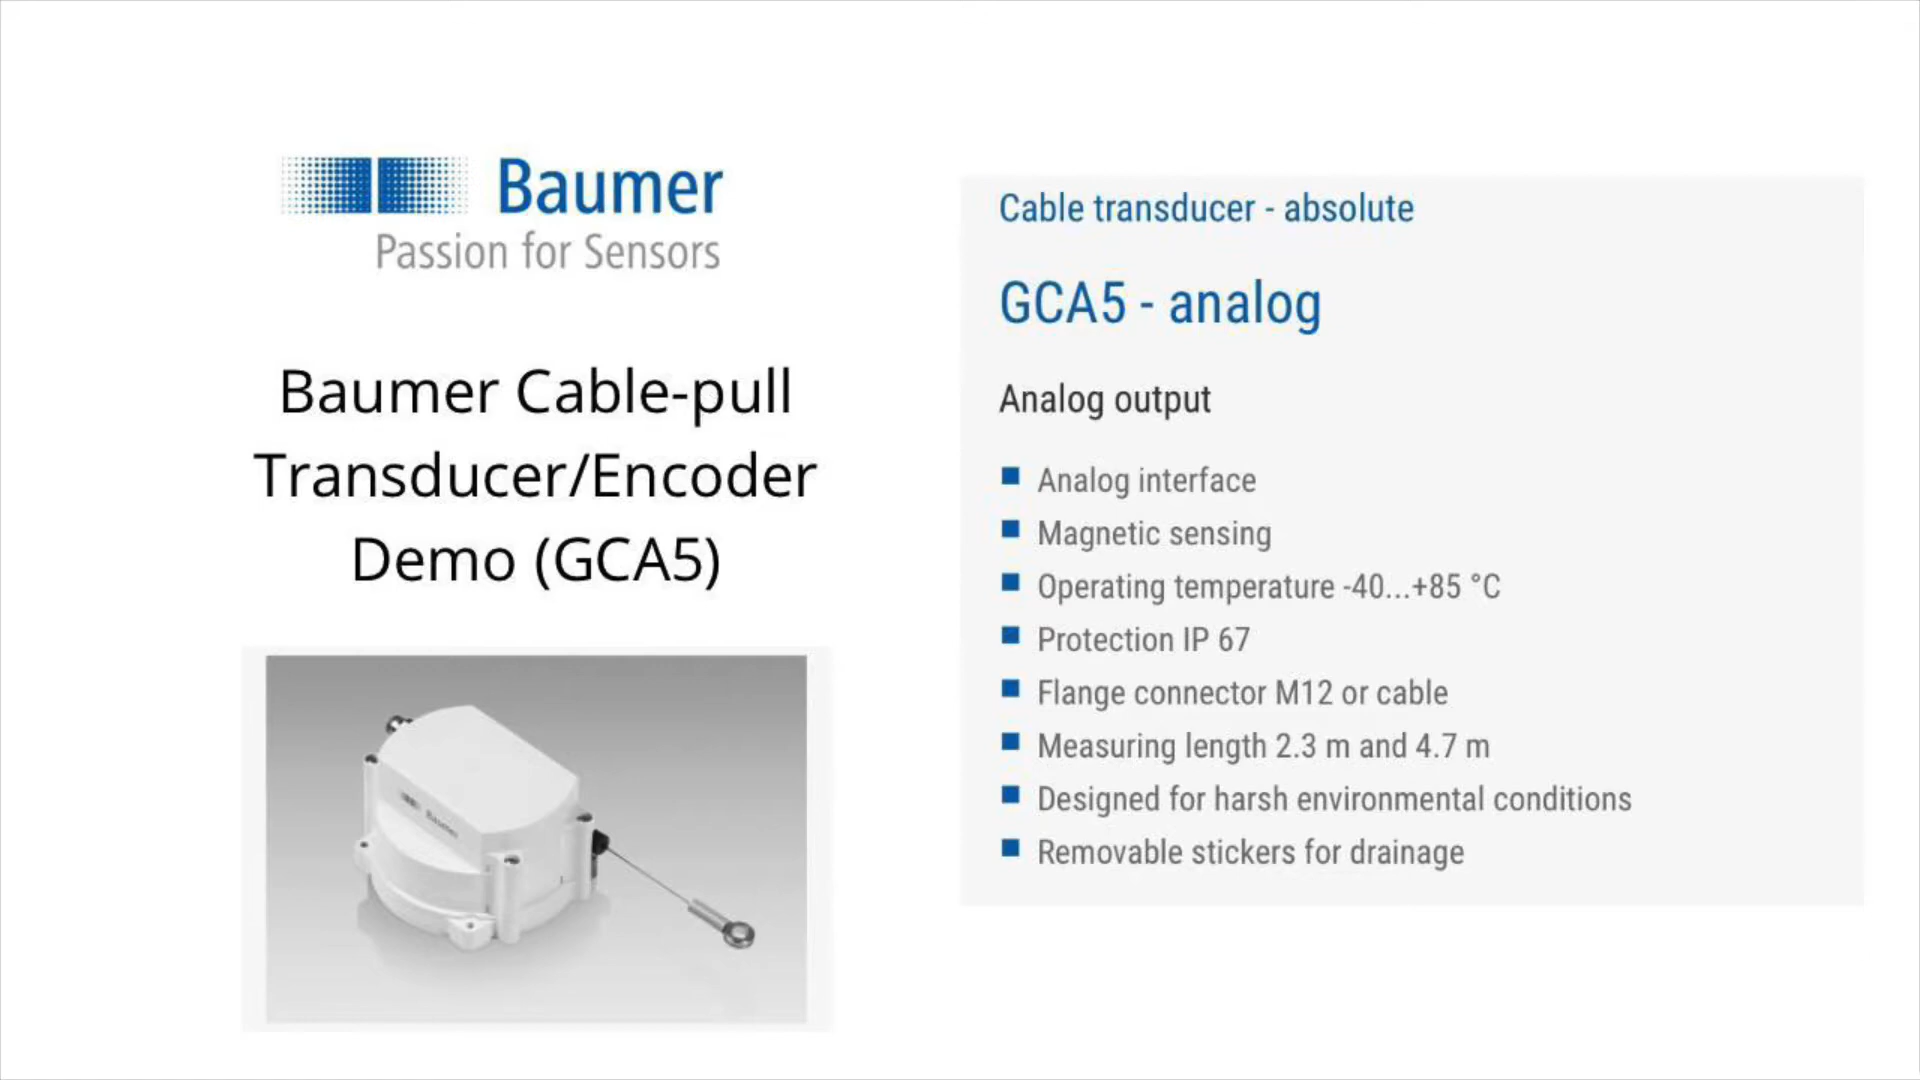 Baumer
Passion for Sensors
Baumer Cable-pull
Transducer/Encoder
Demo (GCA5)
Baumer
Cable transducer - absolute
GCA5 - analog
Analog output
Analog interface
Magnetic sensing
Operating temperature -40...+85 °C
Protection IP 67
Flange connector M12 or cable
Measuring length 2.3 m and 4.7 m
Designed for harsh environmental conditions
Removable stickers for drainage